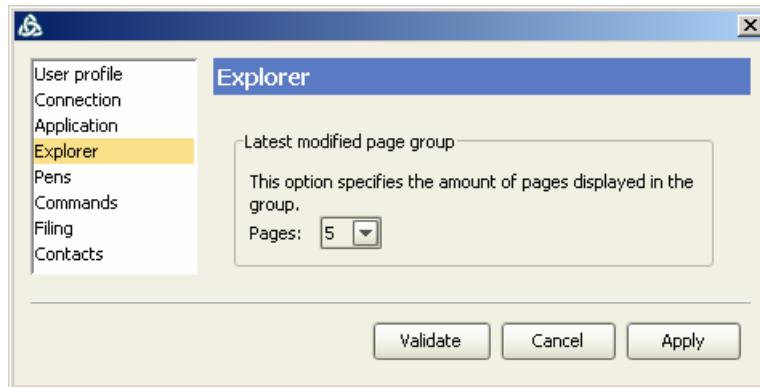 User profile
Connection
Application
Explorer
Pens
Commands
Filing
Contacts
Explorer
Latest modified page group
This option specifies the amount of pages displayed in the
group.
Pages: 5
Validate Cancel Apply